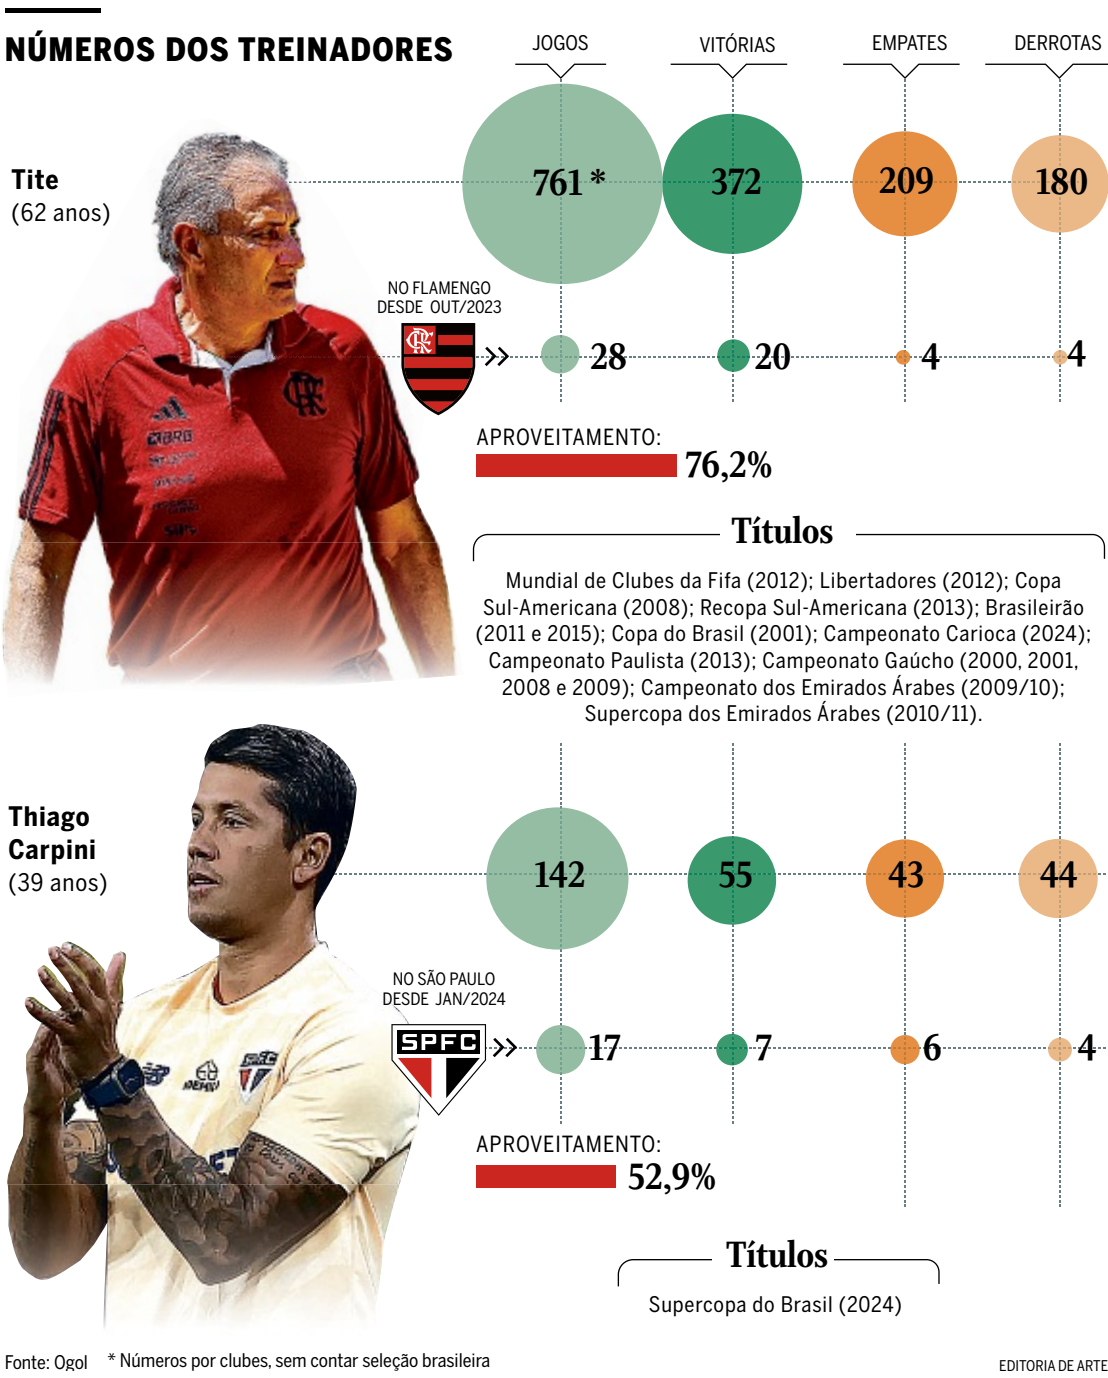 NÚMEROS DOS TREINADORES
JOGOS
VITÓRIAS
EMPATES
DERROTAS
Tite
(62 anos)
761 *
372
209
180
NO FLAMENGO
DESDE OUT/2023
28
20
4
4
APROVEITAMENTO:
76,2%
Títulos
Mundial de Clubes da Fifa (2012); Libertadores (2012); Copa
Sul-Americana (2008); Recopa Sul-Americana (2013); Brasileirão
(2011 e 2015); Copa do Brasil (2001); Campeonato Carioca (2024);
Campeonato Paulista (2013); Campeonato Gaúcho (2000, 2001,
2008 e 2009); Campeonato dos Emirados Árabes (2009/10);
Supercopa dos Emirados Árabes (2010/11).
Thiago
Carpini
(39 anos)
142
55
43
44
NO SÃO PAULO
DESDE JAN/2024
SPFC
17
7
6
4
SPFC
APROVEITAMENTO:
52,9%
Títulos
Supercopa do Brasil (2024)
Fonte: Ogol
* Números por clubes, sem contar seleção brasileira
EDITORIA DE ARTE